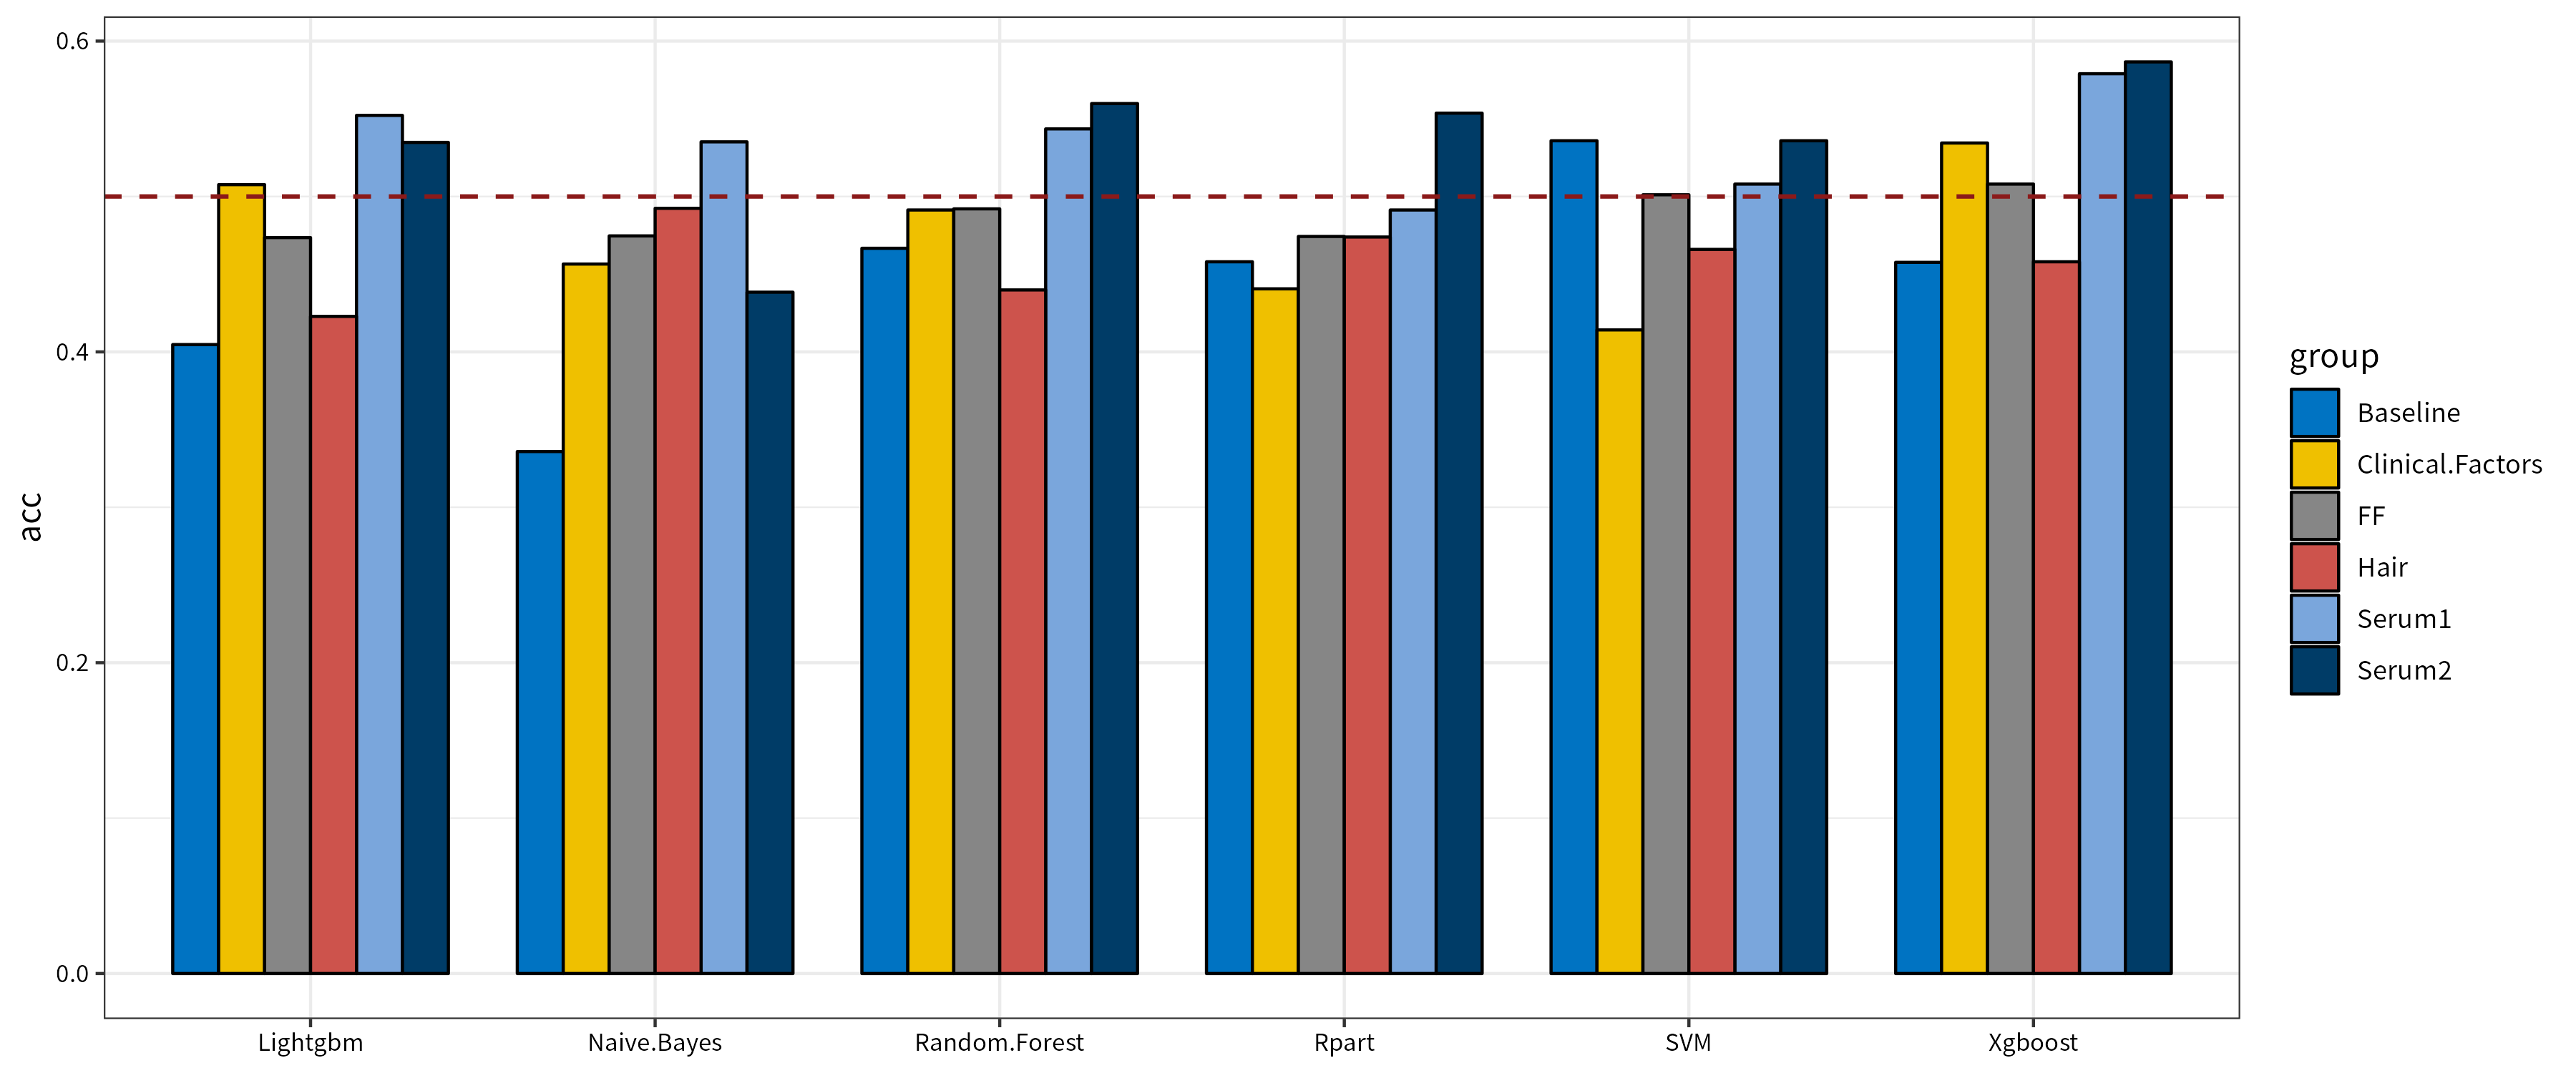 acc
0.6
0.4
0.2
0.0
Lightgbm
Naive.Bayes
Random.Forest
Rpart
SVM
Xgboost
group
Baseline
Clinical.Factors
FF
Hair
Serum1
Serum2